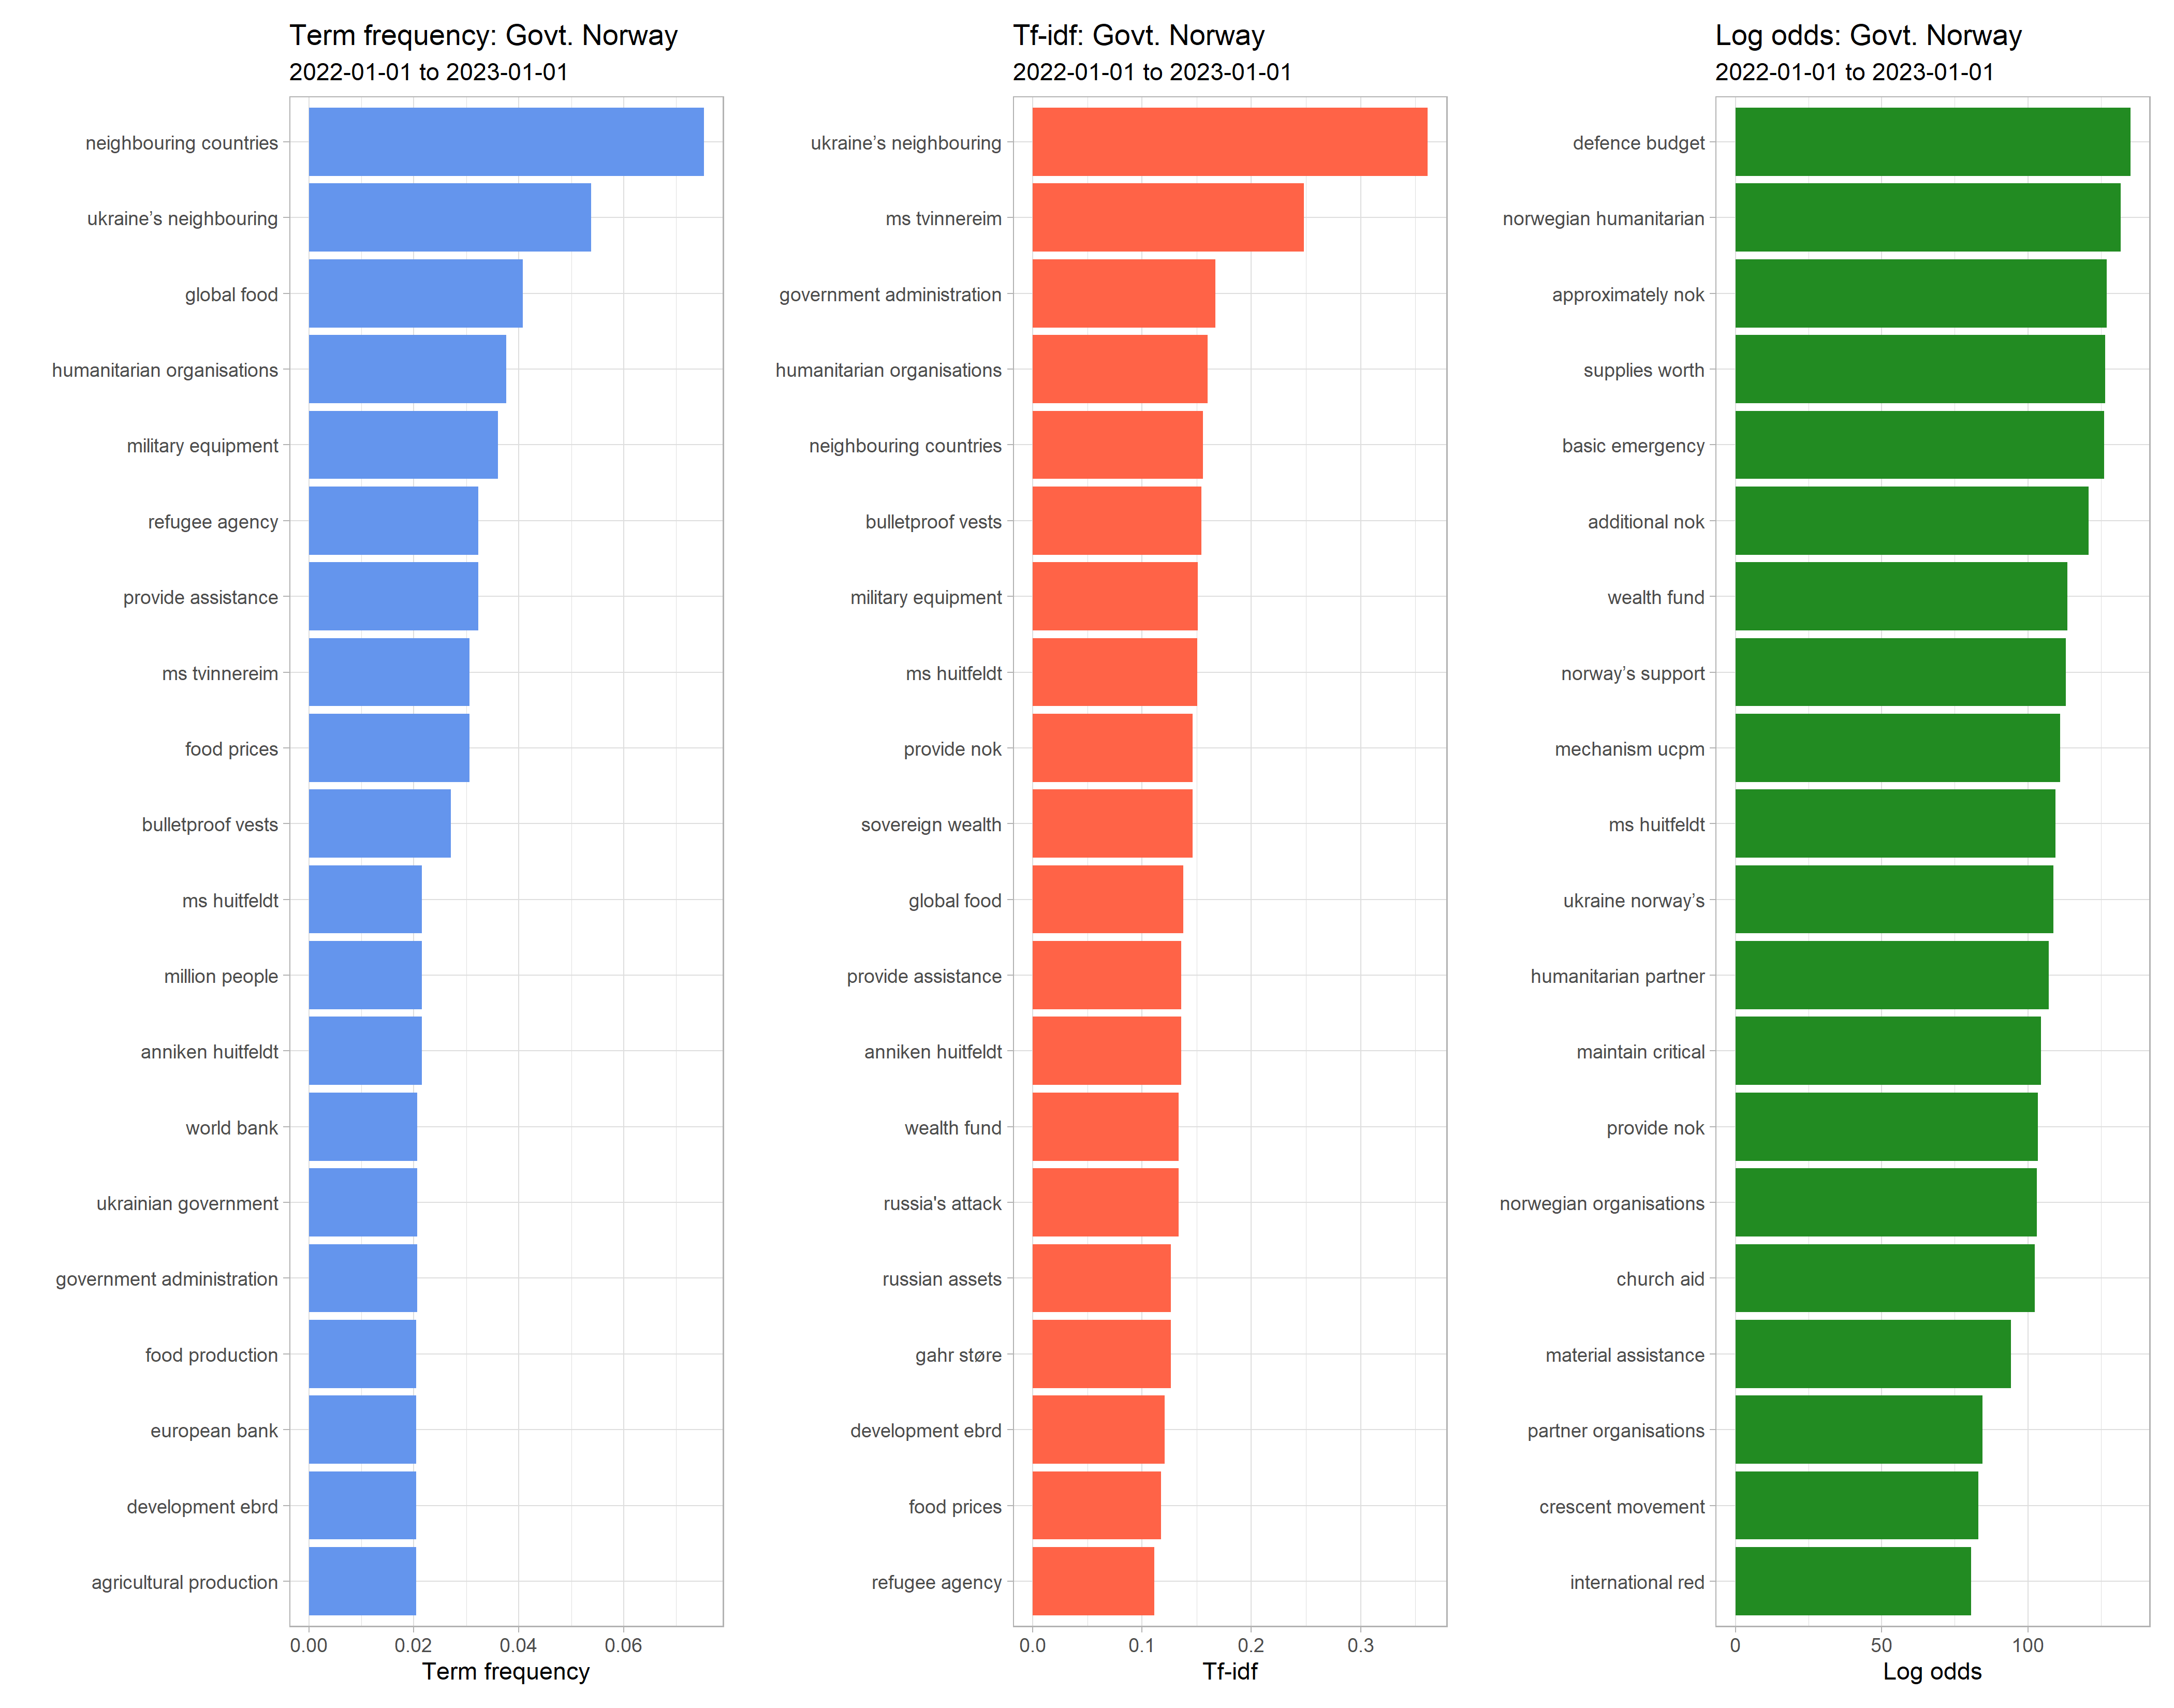 Term frequency: Govt. Norway
2022-01-01 to 2023-01-01
neighbouring countries
ukraine’s neighbouring
global food
humanitarian organisations
military equipment
refugee agency
provide assistance
ms tvinnereim
food prices
bulletproof vests
ms huitfeldt
million people
anniken huitfeldt
world bank
ukrainian government
government administration
food production
european bank
development ebrd
agricultural production
0.00 0.02 0.04 0.06
Term frequency
Tf-idf: Govt. Norway
2022-01-01 to 2023-01-01
ukraine’s neighbouring
ms tvinnereim
government administration
humanitarian organisations
neighbouring countries
bulletproof vests
military equipment
ms huitfeldt
provide nok
sovereign wealth
global food
provide assistance
anniken huitfeldt
wealth fund
russia's attack
russian assets
gahr støre
development ebrd
food prices
refugee agency
0.0 0.1 0.2 0.3
Tf-idf
Log odds: Govt. Norway
2022-01-01 to 2023-01-01
defence budget
norwegian humanitarian
approximately nok
supplies worth
basic emergency
additional nok
wealth fund
norway’s support
mechanism ucpm
ms huitfeldt
ukraine norway’s
humanitarian partner
maintain critical
provide nok
norwegian organisations
church aid
material assistance
partner organisations
crescent movement
international red
0 50 100
Log odds